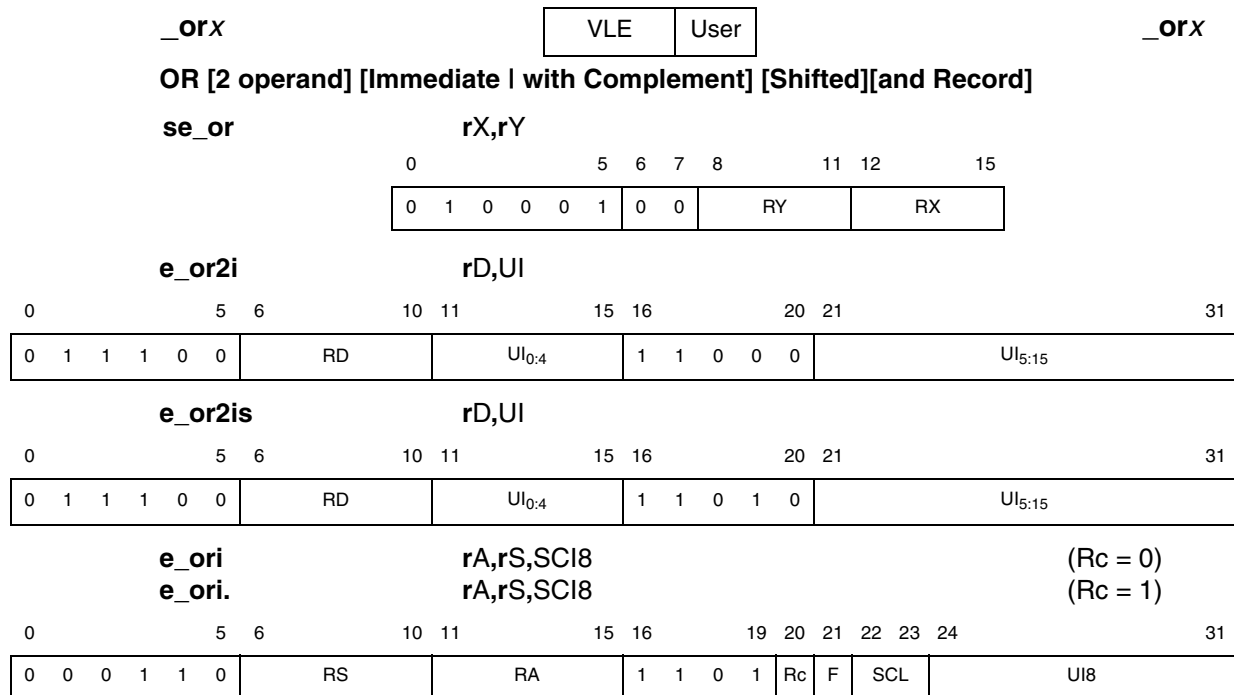 _orx VLE User _orx
OR [2 operand] [Immediate | with Complement] [Shifted][and Record]
se_or rX,rY
0 5 6 7 8 11 12 15
0 1 0 0 0 1 0 0 RY RX
e_or2i rD,UI
0 5 6 10 11 15 16 20 21 31
0 1 1 1 0 0 RD UI0:4 1 1 0 0 0 UI5:15
e_or2is rD,UI
0 5 6 10 11 15 16 20 21 31
0 1 1 1 0 0 RD UI0:4 1 1 0 1 0 UI5:15
e_ori rA,rS,SCI8 (Rc = 0)
e_ori. rA,rS,SCI8 (Rc = 1)
0 5 6 10 11 15 16 19 20 21 22 23 24 31
0 0 0 1 1 0 RS RA 1 1 0 1 Rc F SCL UI8